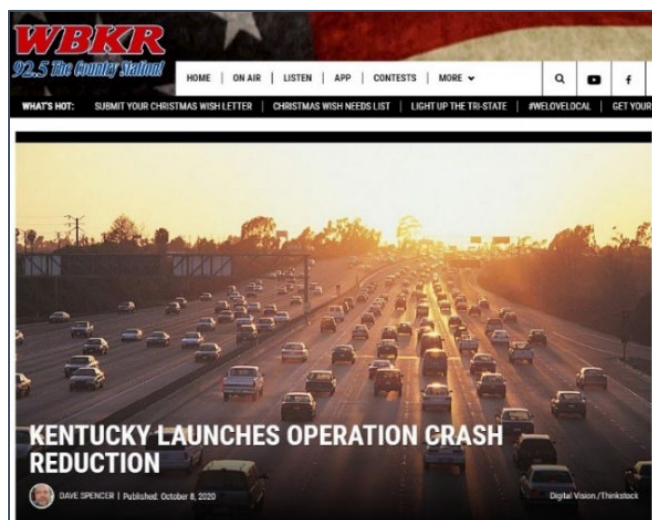 WBKR
92.5 The Country Station!
HOME | ON AIR | LISTEN | APP | CONTESTS | MORE
WHAT'S HOT: SUBMIT YOUR CHRISTMAS WISH LETTER | CHRISTMAS WISH NEEDS LIST | LIGHT UP THE TRI-STATE | #WELOVELOCAL | GET YOUR
KENTUCKY LAUNCHES OPERATION CRASH
REDUCTION
DAVE SPENCER | Published: October 8, 2020
Digital Vision./Thinkstock